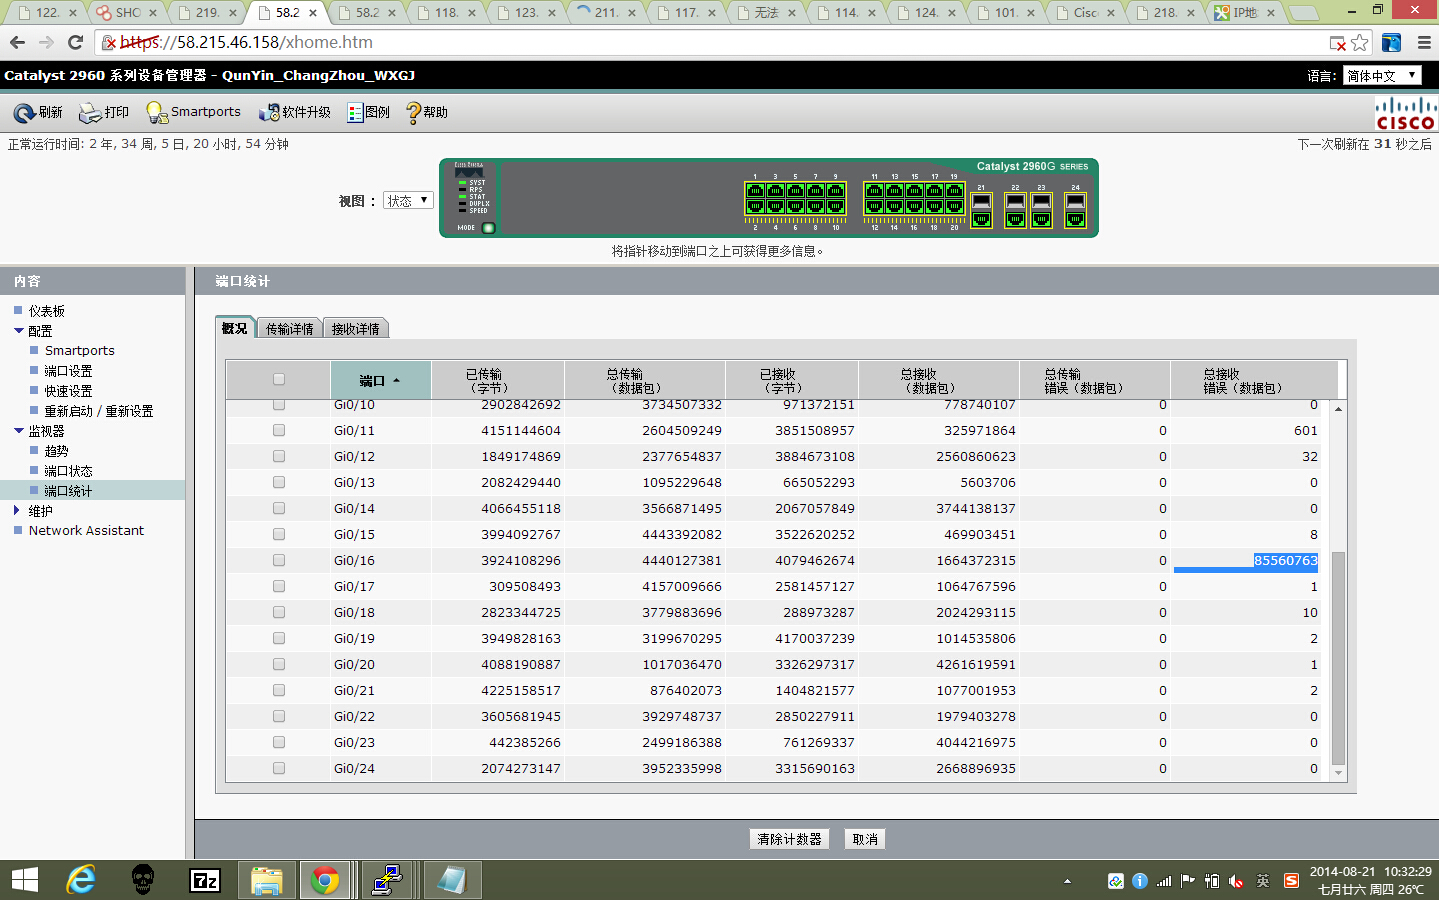 122.
SHO
219.
58.2
58.2
118.
123.
211.
117.
无法
114.
124.
101.
Cisc
218.
IP地
https://58.215.46.158/xhome.htm
Catalyst 2960 系列设备管理器 - QunYin_ChangZhou_WXGJ
语言: 简体中文
刷新 打印 Smartports 软件升级 图例 帮助
CISCO
正常运行时间: 2 年, 34 周, 5 日, 20 小时, 54 分钟
下一次刷新在 31 秒之后
视图 : 状态
Catalyst 2960G SERIES
SYST
RPS
STAT
DUPLX
SPEED
MODE
1 3 5 7 9 11 13 15 17 19 21 22 23 24
2 4 6 8 10 12 14 16 18 20
将指针移动到端口之上可获得更多信息。
内容
仪表板
配置
Smartports
端口设置
快速设置
重新启动 / 重新设置
监视器
趋势
端口状态
端口统计
维护
Network Assistant
端口统计
概况 传输详情 接收详情
端口 已传输（字节） 总传输（数据包） 已接收（字节） 总接收（数据包） 总传输错误（数据包） 总接收错误（数据包）
Gi0/10 2902842692 3734507332 971372151 778740107 0 0
Gi0/11 4151144604 2604509249 3851508957 325971864 0 601
Gi0/12 1849174869 2377654837 3884673108 2560860623 0 32
Gi0/13 2082429440 1095229648 665052293 5603706 0 0
Gi0/14 4066455118 3566871495 2067057849 3744138137 0 0
Gi0/15 3994092767 4443392082 3522620252 469903451 0 8
Gi0/16 3924108296 4440127381 4079462674 1664372315 0 85560763
Gi0/17 309508493 4157009666 2581457127 1064767596 0 1
Gi0/18 2823344725 3779883696 288973287 2024293115 0 10
Gi0/19 3949828163 3199670295 4170037239 1014535806 0 2
Gi0/20 4088190887 1017036470 3326297317 4261619591 0 1
Gi0/21 4225158517 876402073 1404821577 1077001953 0 2
Gi0/22 3605681945 3929748737 2850227911 1979403278 0 0
Gi0/23 442385266 2499186388 761269337 4044216975 0 0
Gi0/24 2074273147 3952335998 3315690163 2668896935 0 0
清除计数器 取消
7z
英
2014-08-21 10:32:29
七月廿六 周四 26℃